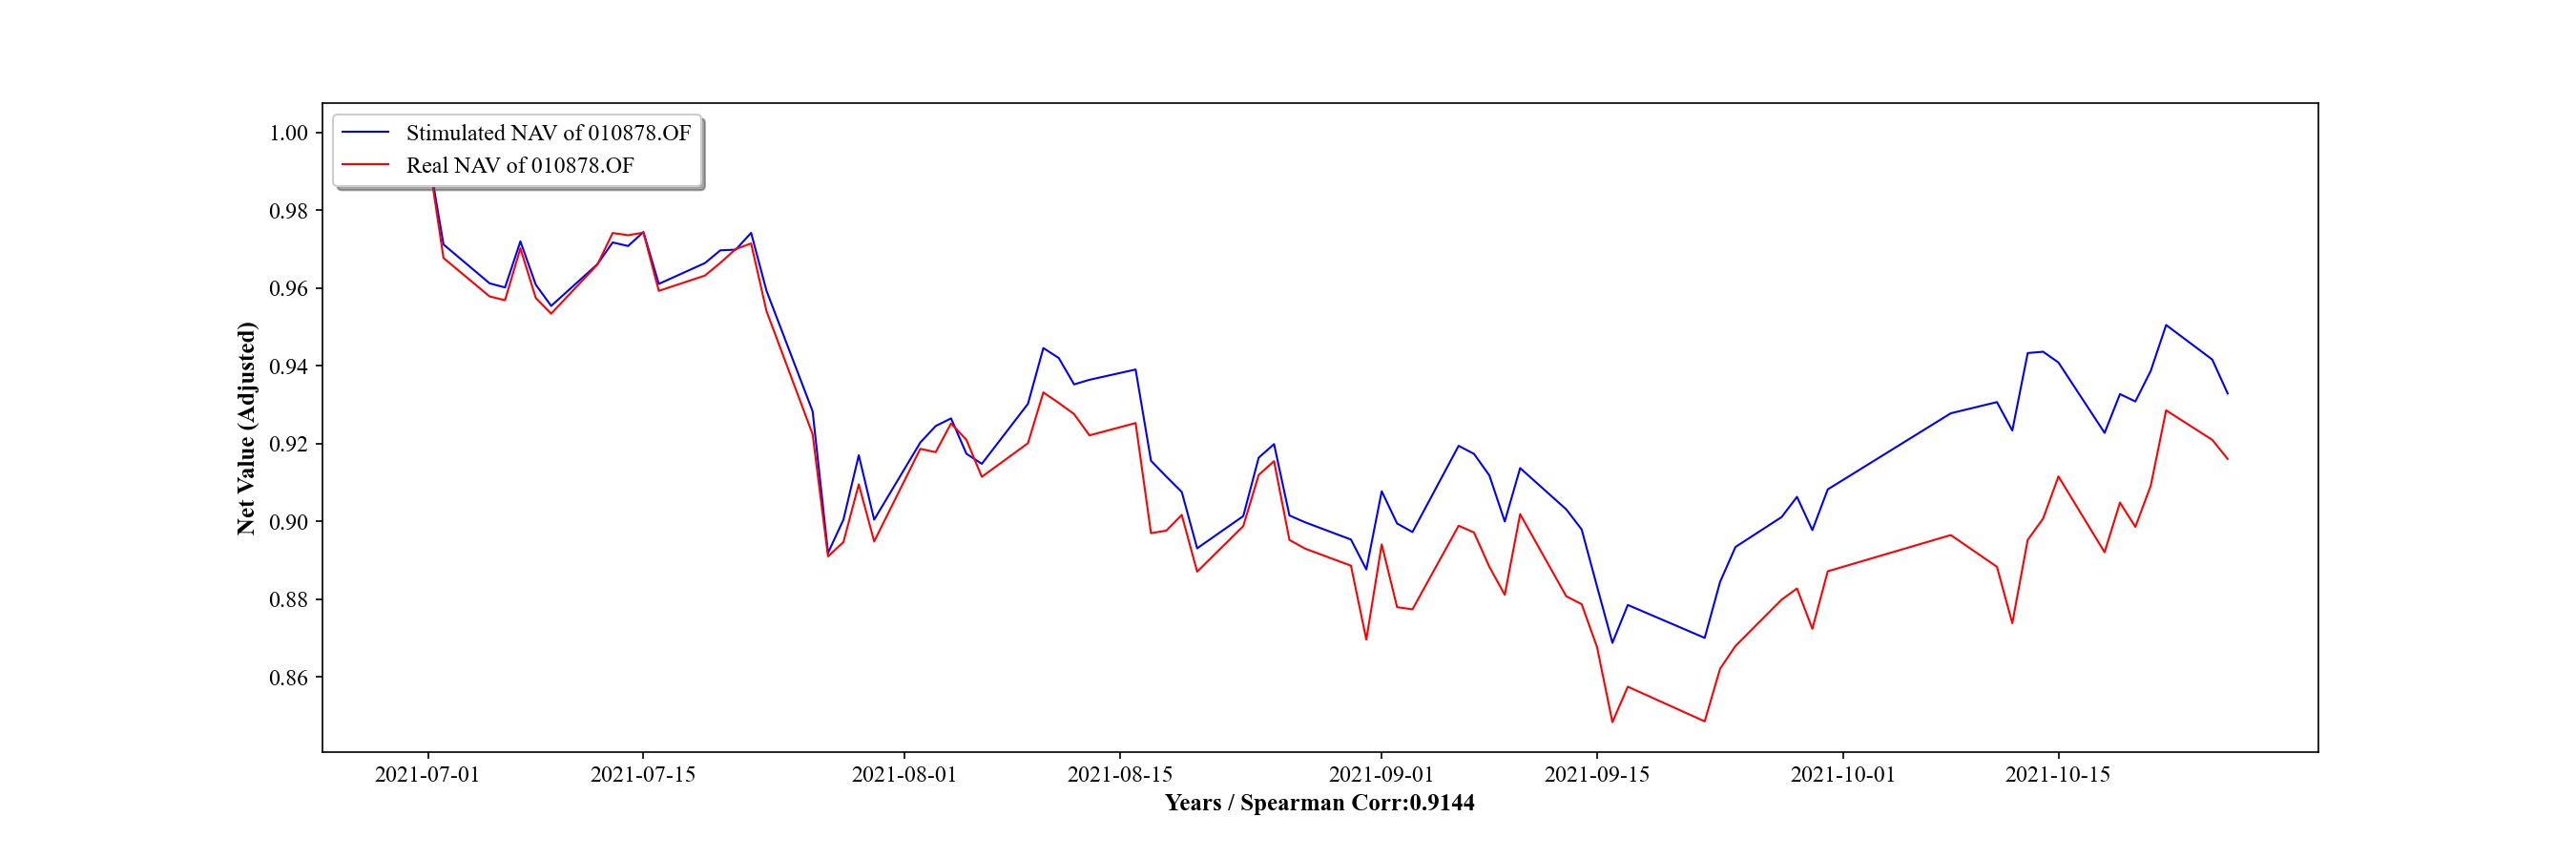 Stimulated NAV of 010878.OF
Real NAV of 010878.OF
1.00
0.98
0.96
0.94
0.92
0.90
0.88
0.86
Net Value (Adjusted)
2021-07-01 2021-07-15 2021-08-01 2021-08-15 2021-09-01 2021-09-15 2021-10-01 2021-10-15
Years / Spearman Corr:0.9144